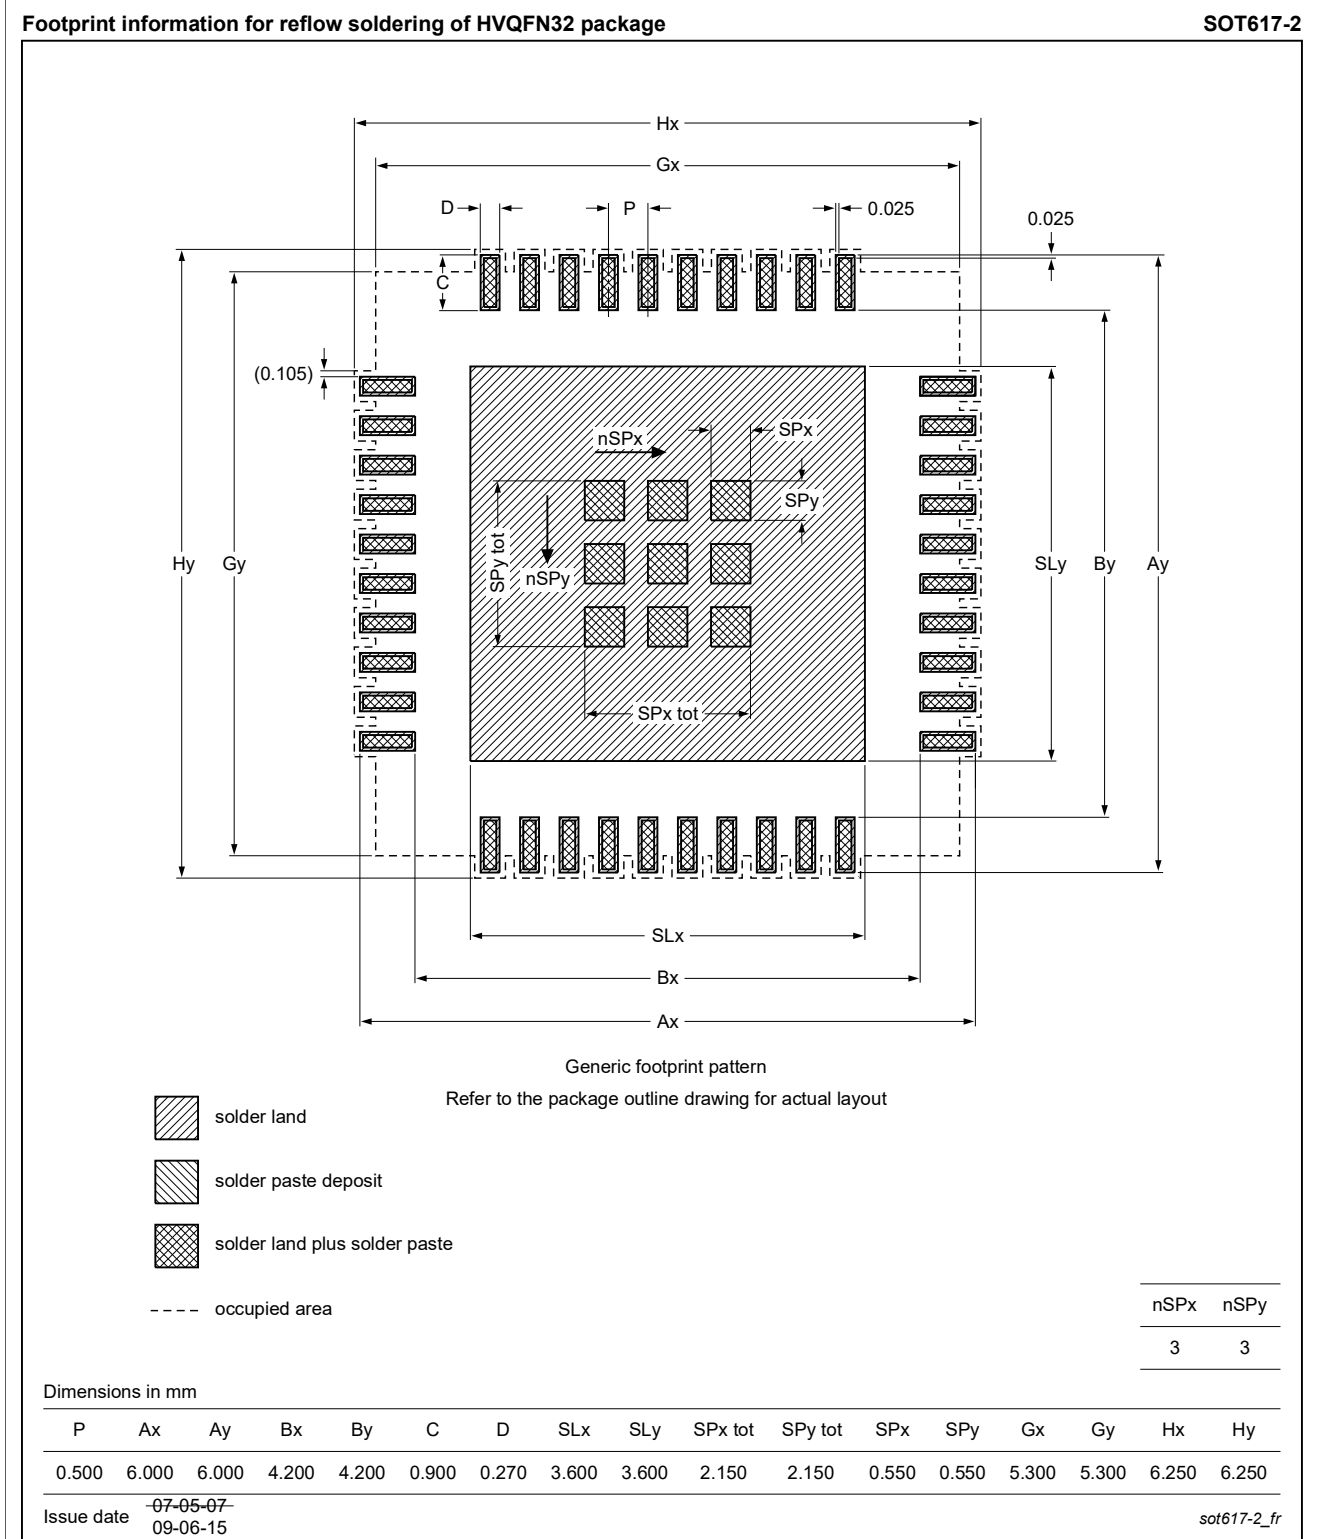 Footprint information for reflow soldering of HVQFN32 package SOT617-2
Hx
Gx
D P 0.025 0.025
C
(0.105)
nSPx SPx
SPy
SPy tot
nSPy
Hy Gy SLy By Ay
SPx tot
SLx
Bx
Ax
Generic footprint pattern
Refer to the package outline drawing for actual layout
solder land
solder paste deposit
solder land plus solder paste
occupied area
nSPx nSPy
3 3
Dimensions in mm
P Ax Ay Bx By C D SLx SLy SPx tot SPy tot SPx SPy Gx Gy Hx Hy
0.500 6.000 6.000 4.200 4.200 0.900 0.270 3.600 3.600 2.150 2.150 0.550 0.550 5.300 5.300 6.250 6.250
Issue date 07-05-07
09-06-15 sot617-2_fr